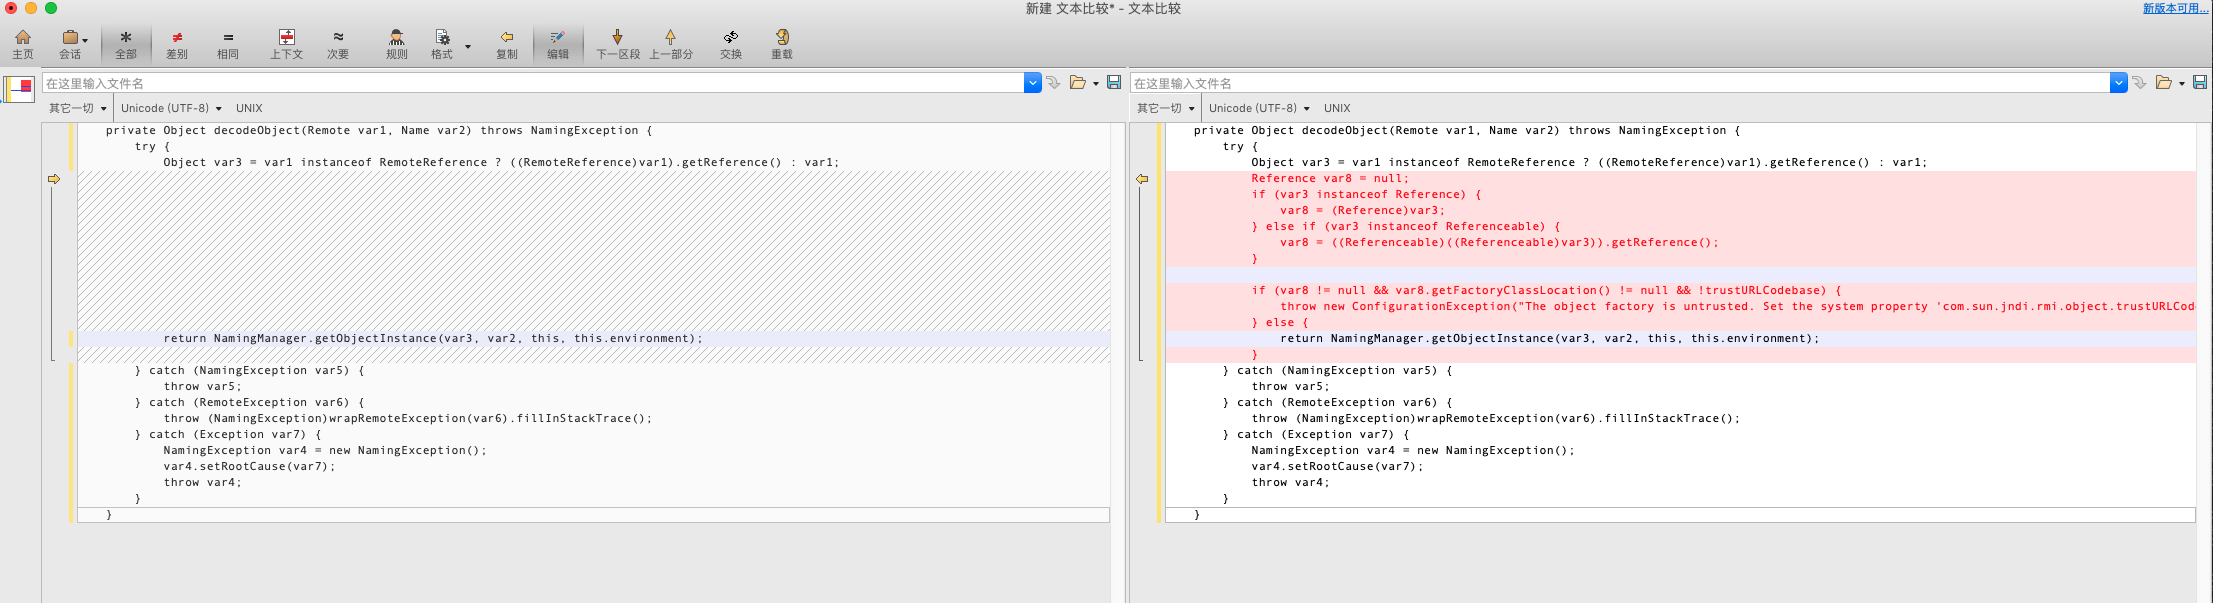 新建 文本比较* - 文本比较
新版本可用...
主页 会话 全部 差别 相同 上下文 次要 规则 格式 复制 编辑 下一区段 上一部分 交换 重载
在这里输入文件名
其它一切 Unicode (UTF-8) UNIX
private Object decodeObject(Remote var1, Name var2) throws NamingException {
try {
Object var3 = var1 instanceof RemoteReference ? ((RemoteReference)var1).getReference() : var1;
return NamingManager.getObjectInstance(var3, var2, this, this.environment);
} catch (NamingException var5) {
throw var5;
} catch (RemoteException var6) {
throw (NamingException)wrapRemoteException(var6).fillInStackTrace();
} catch (Exception var7) {
NamingException var4 = new NamingException();
var4.setRootCause(var7);
throw var4;
}
}
在这里输入文件名
其它一切 Unicode (UTF-8) UNIX
private Object decodeObject(Remote var1, Name var2) throws NamingException {
try {
Object var3 = var1 instanceof RemoteReference ? ((RemoteReference)var1).getReference() : var1;
Reference var8 = null;
if (var3 instanceof Reference) {
var8 = (Reference)var3;
} else if (var3 instanceof Referenceable) {
var8 = ((Referenceable)((Referenceable)var3)).getReference();
}
if (var8 != null && var8.getFactoryClassLocation() != null && !trustURLCodebase) {
throw new ConfigurationException("The object factory is untrusted. Set the system property 'com.sun.jndi.rmi.object.trustURLCod
} else {
return NamingManager.getObjectInstance(var3, var2, this, this.environment);
}
} catch (NamingException var5) {
throw var5;
} catch (RemoteException var6) {
throw (NamingException)wrapRemoteException(var6).fillInStackTrace();
} catch (Exception var7) {
NamingException var4 = new NamingException();
var4.setRootCause(var7);
throw var4;
}
}